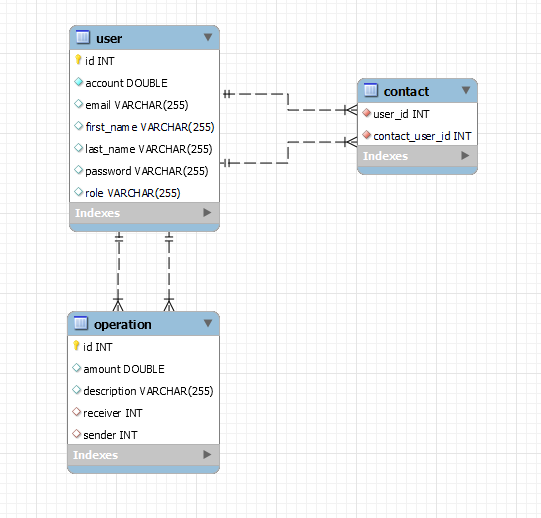 user
id INT
account DOUBLE
email VARCHAR(255)
first_name VARCHAR(255)
last_name VARCHAR(255)
password VARCHAR(255)
role VARCHAR(255)
Indexes
contact
user_id INT
contact_user_id INT
Indexes
operation
id INT
amount DOUBLE
description VARCHAR(255)
receiver INT
sender INT
Indexes